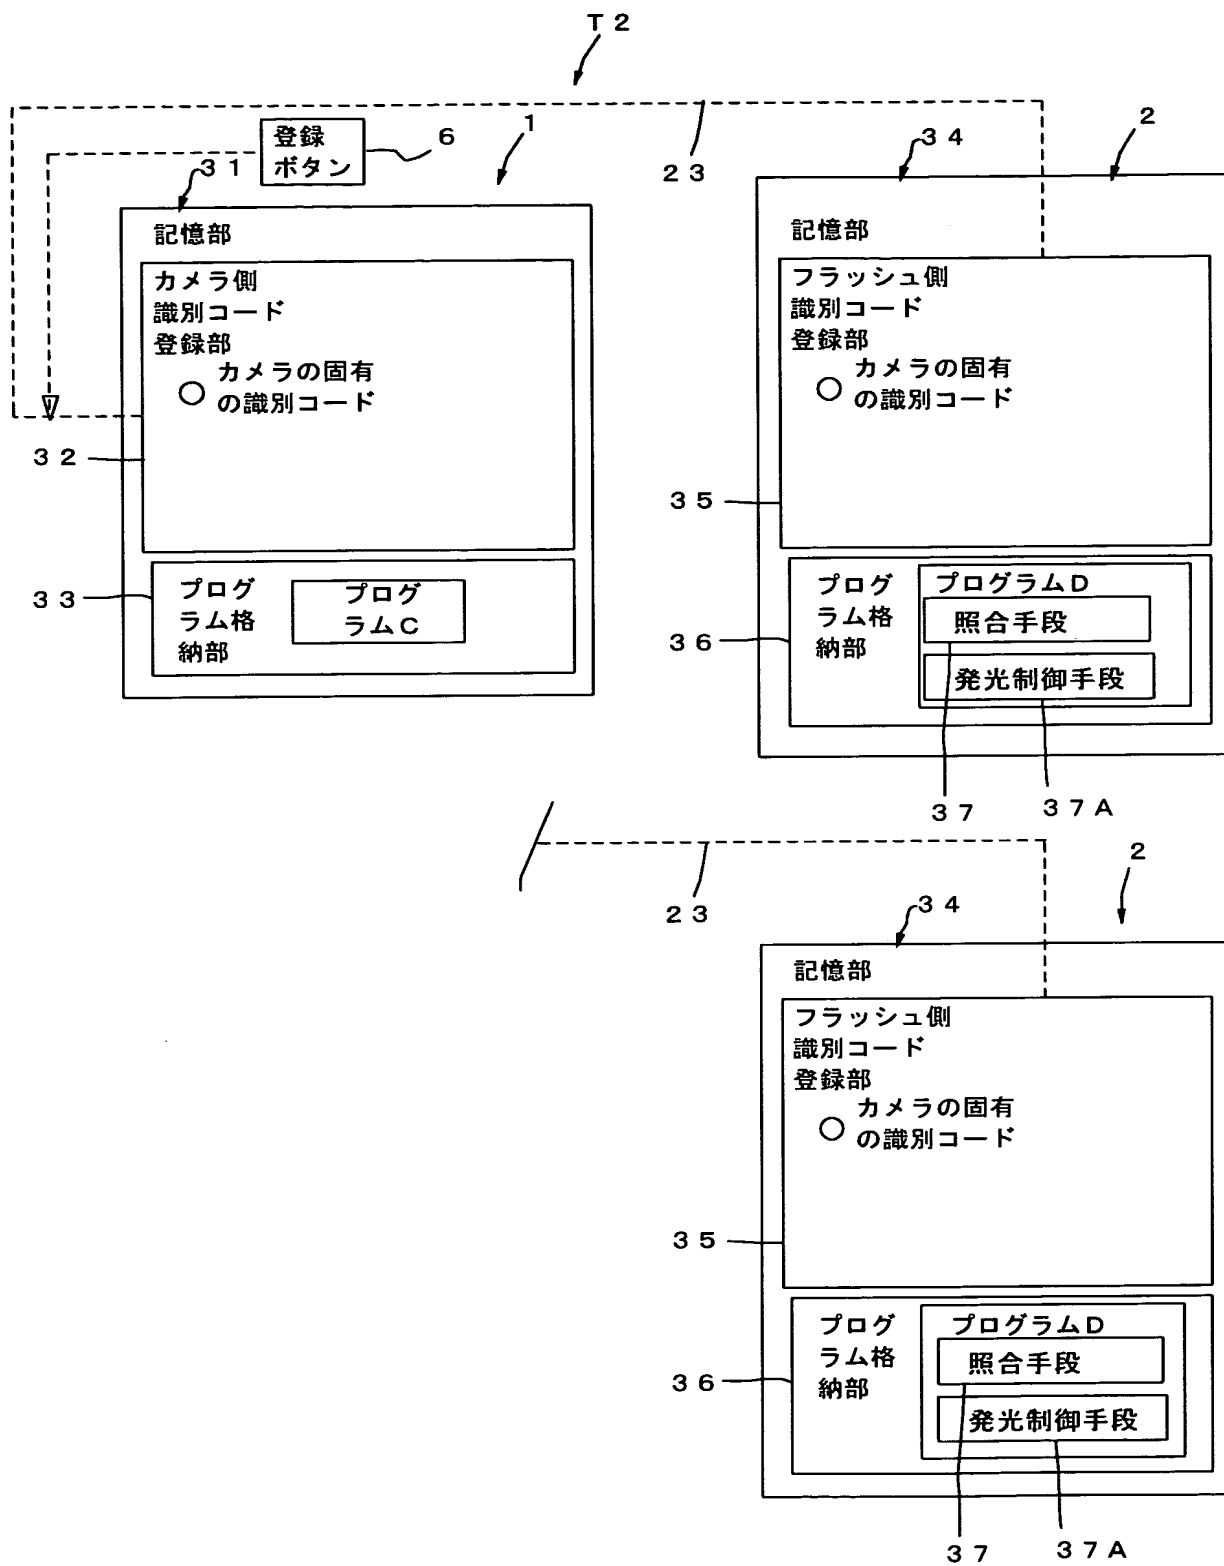 Ｔ２
登録
ボタン
６
１
２３
３４
２
３１
記憶部
カメラ側
識別コード
登録部
カメラの固有
の識別コード
３２
３３
プログ
ラム格
納部
プログ
ラムＣ
記憶部
フラッシュ側
識別コード
登録部
カメラの固有
の識別コード
３５
３６
プログ
ラム格
納部
プログラムＤ
照合手段
発光制御手段
３７
３７Ａ
２３
２
３４
記憶部
フラッシュ側
識別コード
登録部
カメラの固有
の識別コード
３５
３６
プログ
ラム格
納部
プログラムＤ
照合手段
発光制御手段
３７
３７Ａ